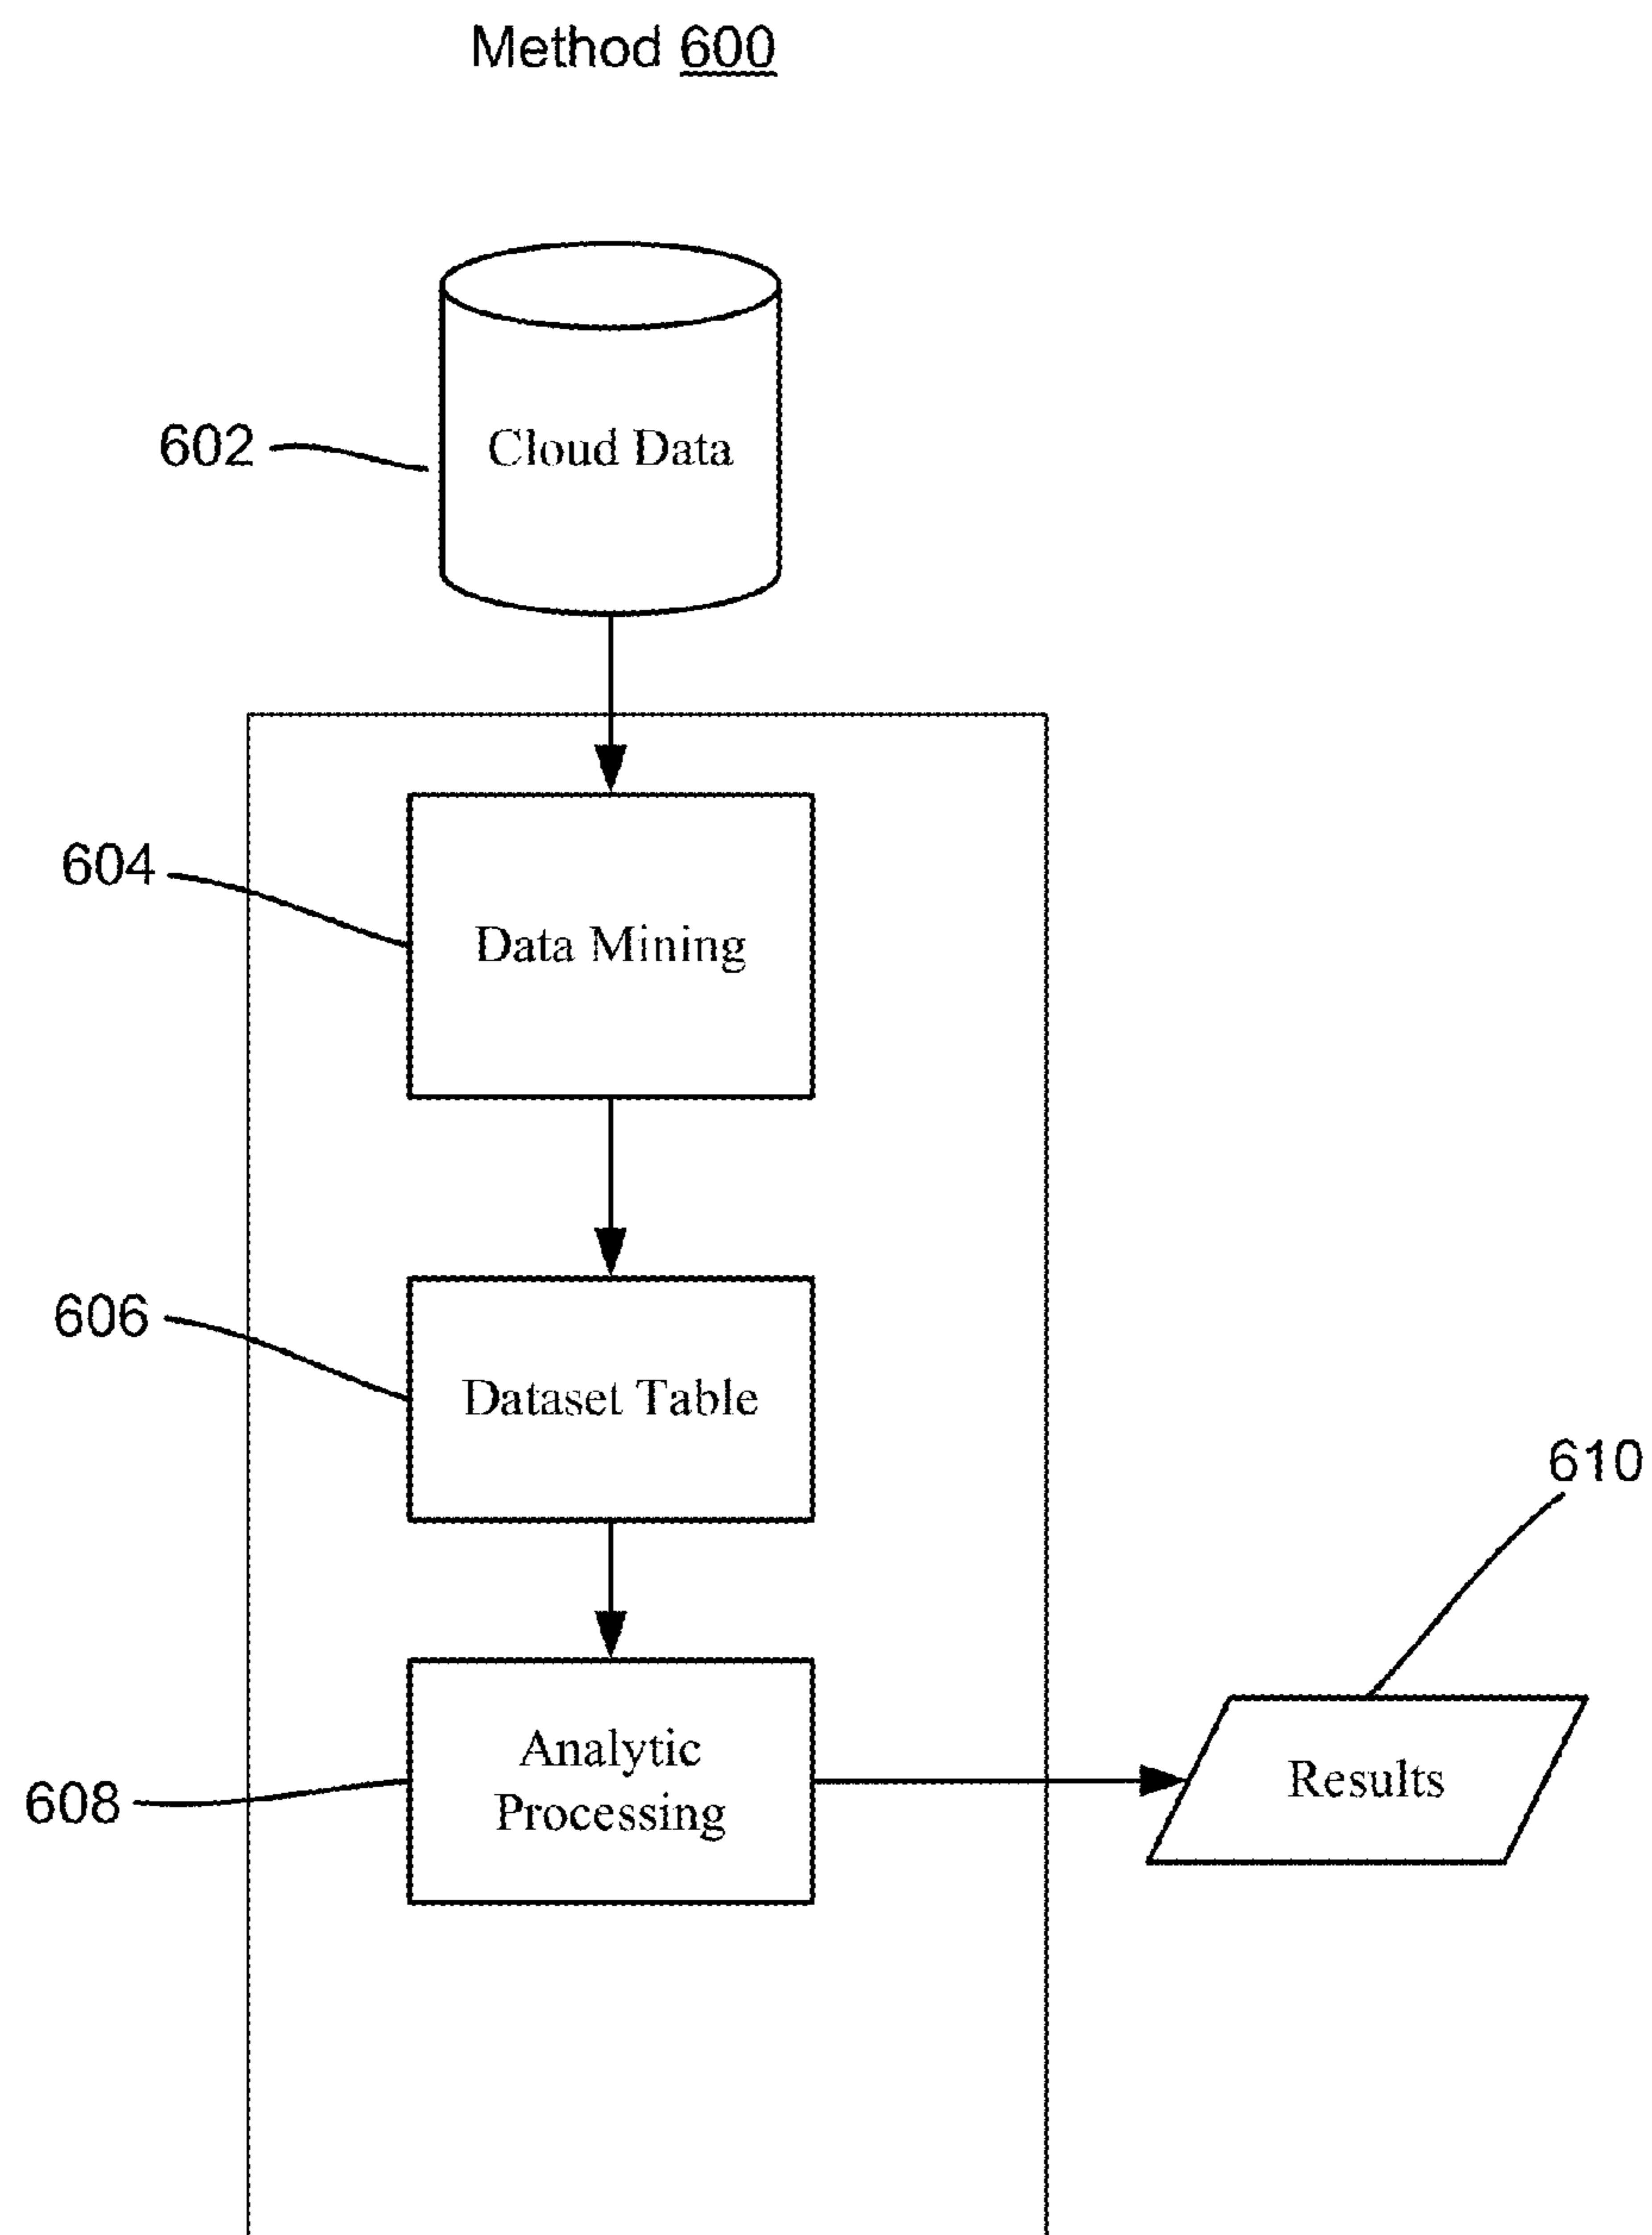 Method 600
602
Cloud Data
604
Data Mining
606
Dataset Table
610
608
Analytic
Processing
Results